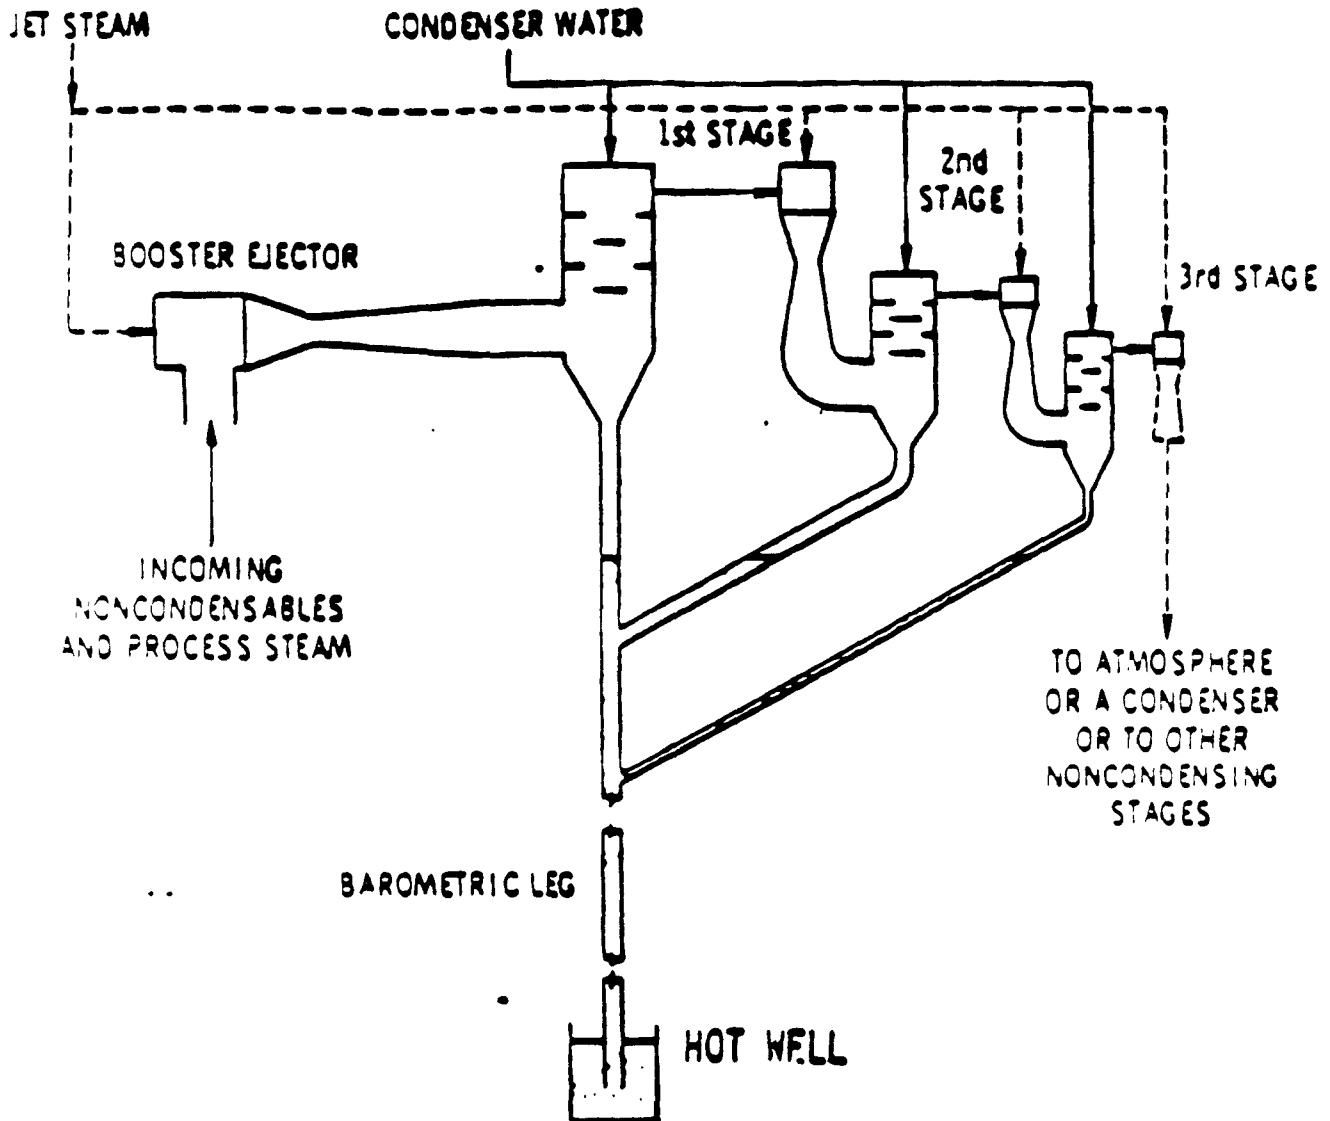 JET STEAM
CONDENSER WATER
1st STAGE
2nd
STAGE
BOOSTER EJECTOR
3rd STAGE
INCOMING
NONCONDENSABLES
AND PROCESS STEAM
TO ATMOSPHERE
OR A CONDENSER
OR TO OTHER
NONCONDENSING
STAGES
BAROMETRIC LEG
HOT WELL